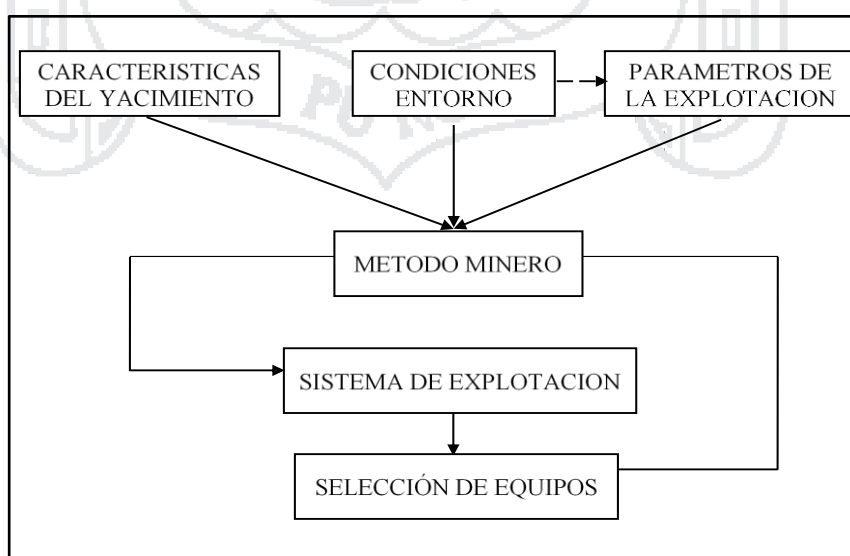 CARACTERISTICAS
DEL YACIMIENTO
CONDICIONES
ENTORNO
PARAMETROS DE
LA EXPLOTACION
METODO MINERO
SISTEMA DE EXPLOTACION
SELECCIÓN DE EQUIPOS